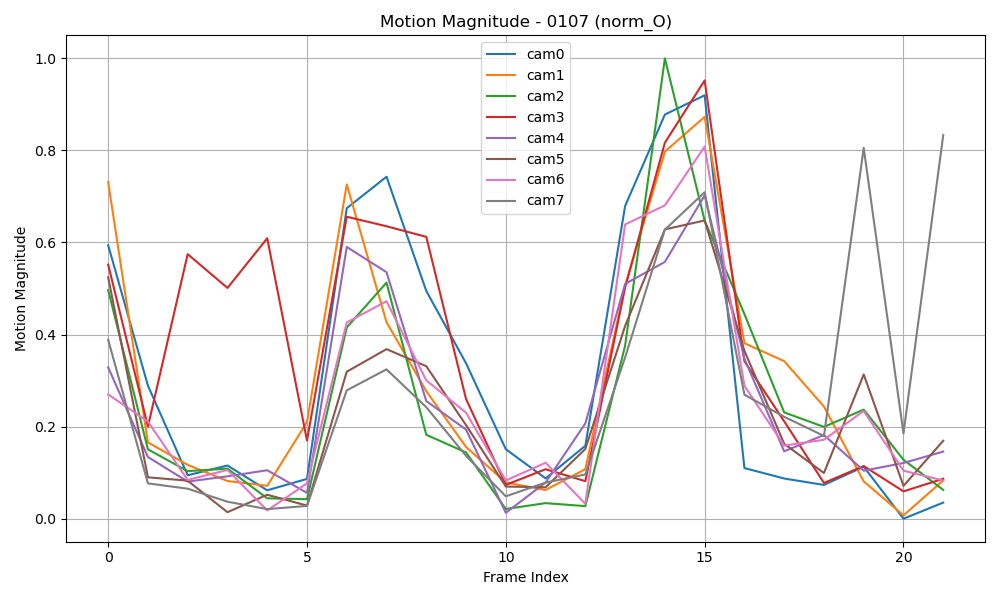 Motion Magnitude - 0107 (norm_O)
cam0
cam1
cam2
cam3
cam4
cam5
cam6
cam7
Motion Magnitude
1.0
0.8
0.6
0.4
0.2
0.0
0 5 10 15 20
Frame Index